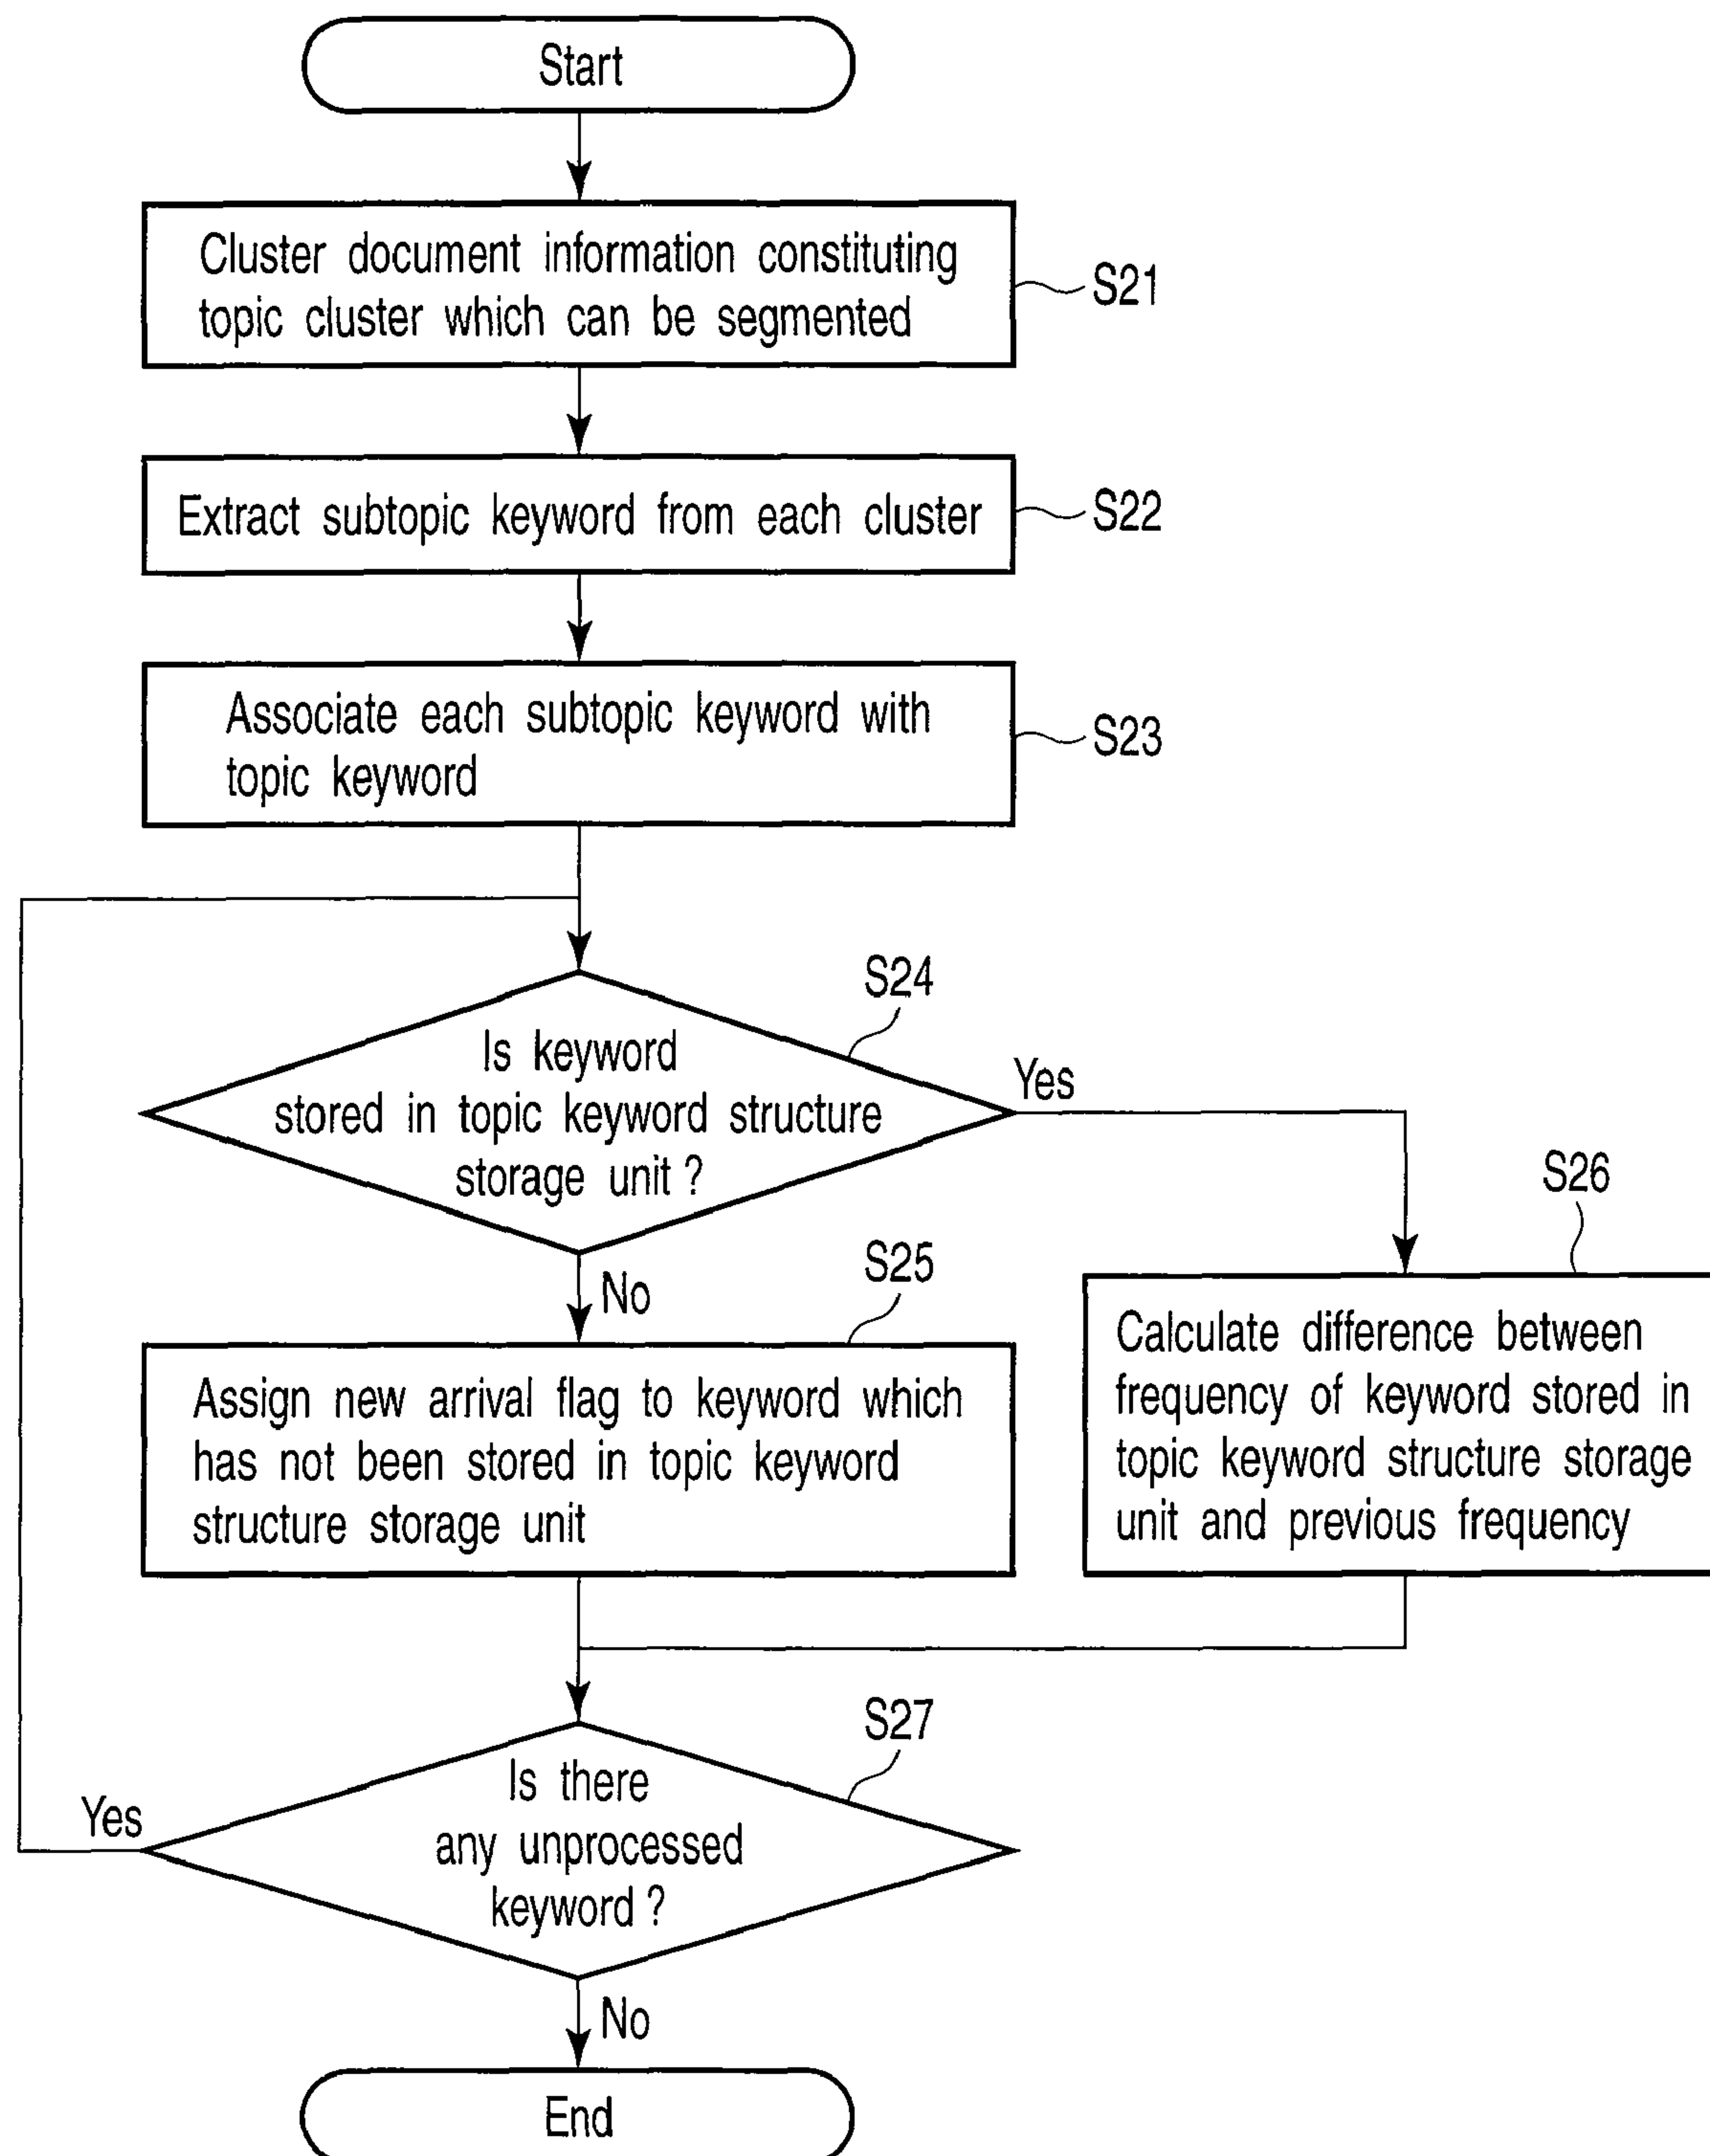 Start
Cluster document information constituting
topic cluster which can be segmented
S21
Extract subtopic keyword from each cluster
S22
Associate each subtopic keyword with
topic keyword
S23
S24
Is keyword
stored in topic keyword structure
storage unit ?
Yes
No
S25
Assign new arrival flag to keyword which
has not been stored in topic keyword
structure storage unit
S26
Calculate difference between
frequency of keyword stored in
topic keyword structure storage
unit and previous frequency
S27
Is there
any unprocessed
keyword ?
Yes
No
End